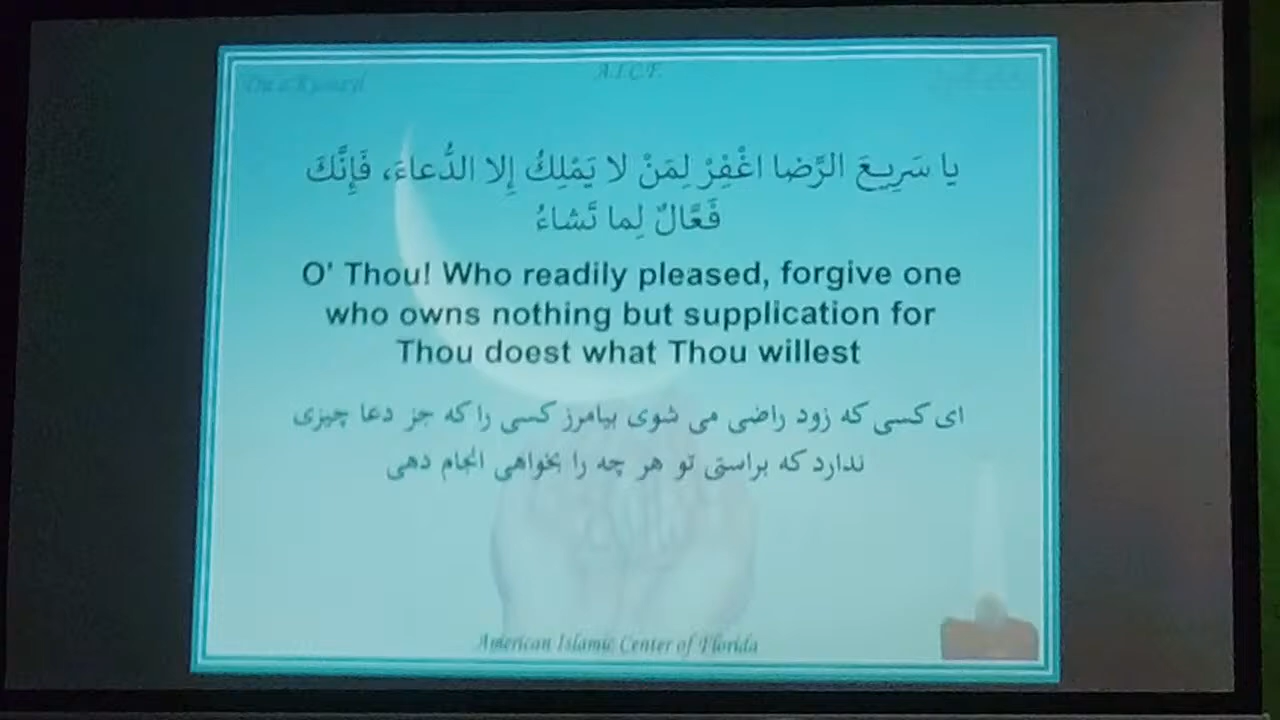 A.I.C.F.
يا سَرِيعَ الرَّضا اغْفِرْ لِمَنْ لا يَمْلِكُ إِلا الدُّعاءَ، فَإِنَّكَ
فَعَّالٌ لِما تَشاءُ
O' Thou! Who readily pleased, forgive one
who owns nothing but supplication for
Thou doest what Thou willest
ای کسی که زود راضی می شوی بیامرز کسی را که جز دعا چیزی
ندارد که براستی تو هر چه را بخواهی انجام دهی
American Islamic Center of Florida